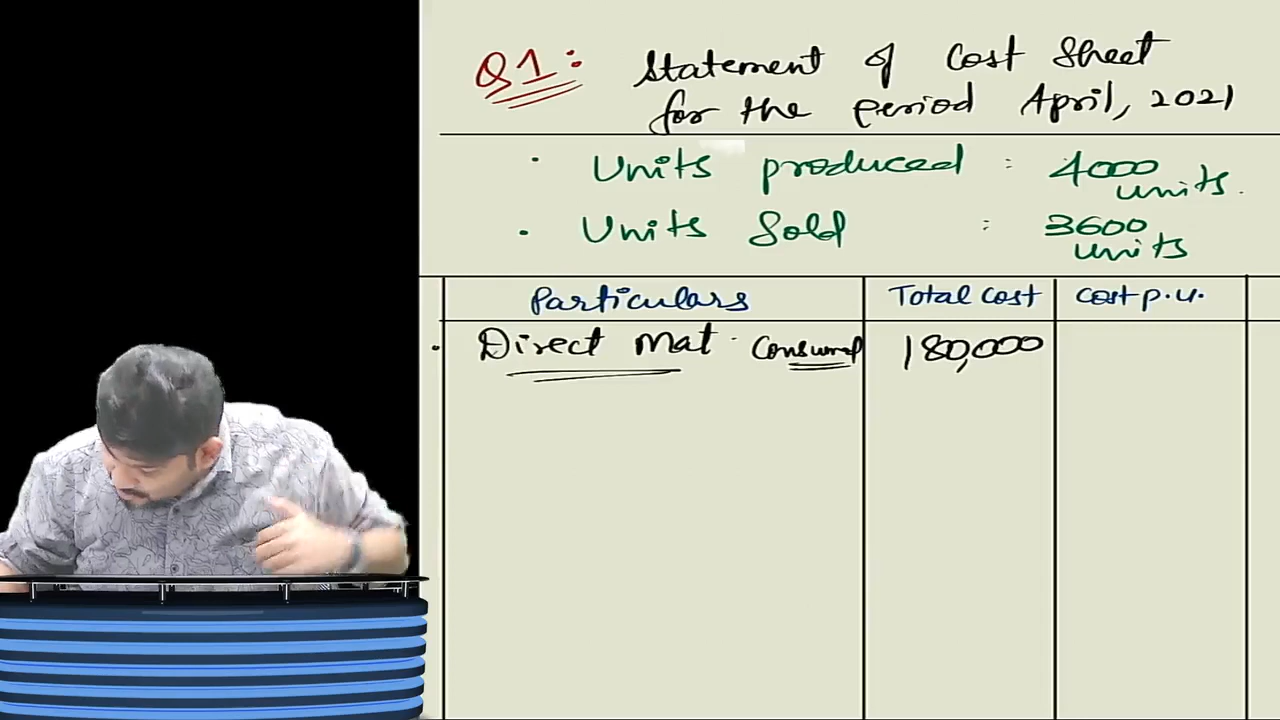 Q1: Statement of Cost Sheet
for the period April, 2021
· Units produced : 4000 units.
· Units Sold : 3600 units
Particulars Total Cost Cost p.u.
· Direct Mat. Consumed 180,000